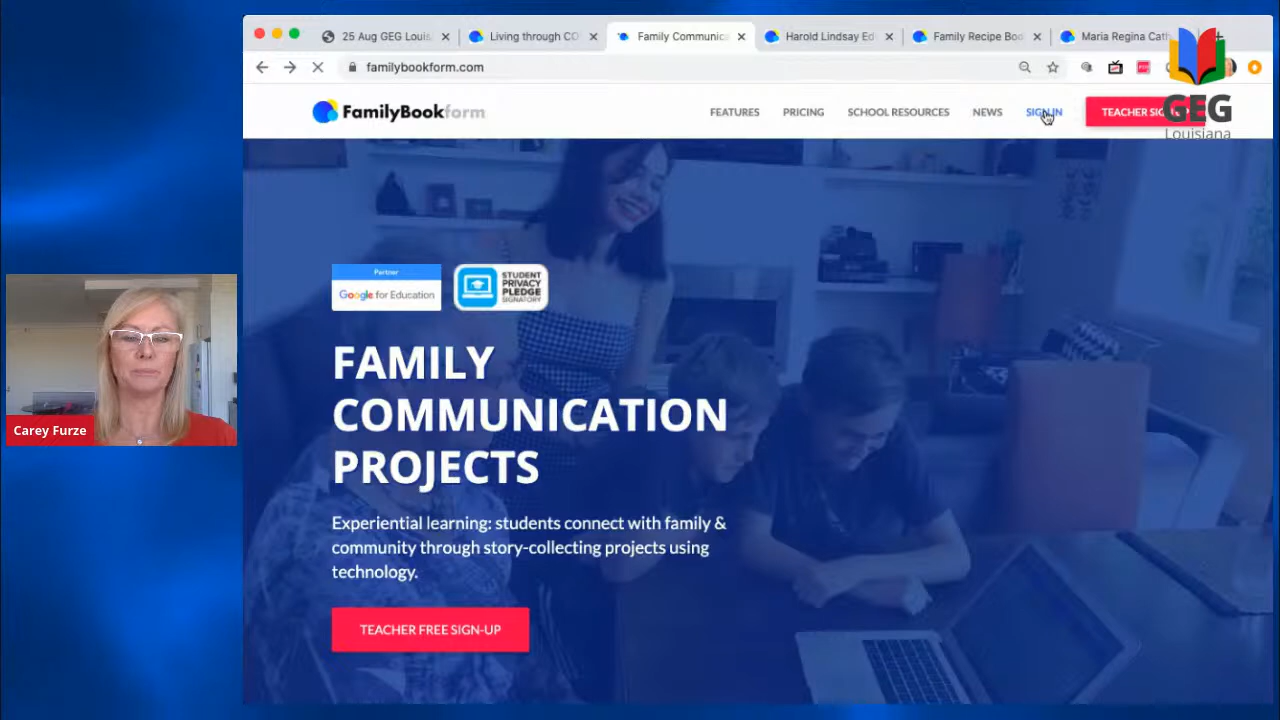 25 Aug GEG Louis
Living through CO
Family Communica
Harold Lindsay Ed
Family Recipe Boo
Maria Regina Cath
familybookform.com
FamilyBookform
FEATURES
PRICING
SCHOOL RESOURCES
NEWS
SIGN IN
TEACHER SIGN
GEG
Louisiana
Partner
Google for Education
STUDENT
PRIVACY
PLEDGE
SIGNATORY
FAMILY
COMMUNICATION
PROJECTS
Experiential learning: students connect with family &
community through story-collecting projects using
technology.
TEACHER FREE SIGN-UP
Carey Furze